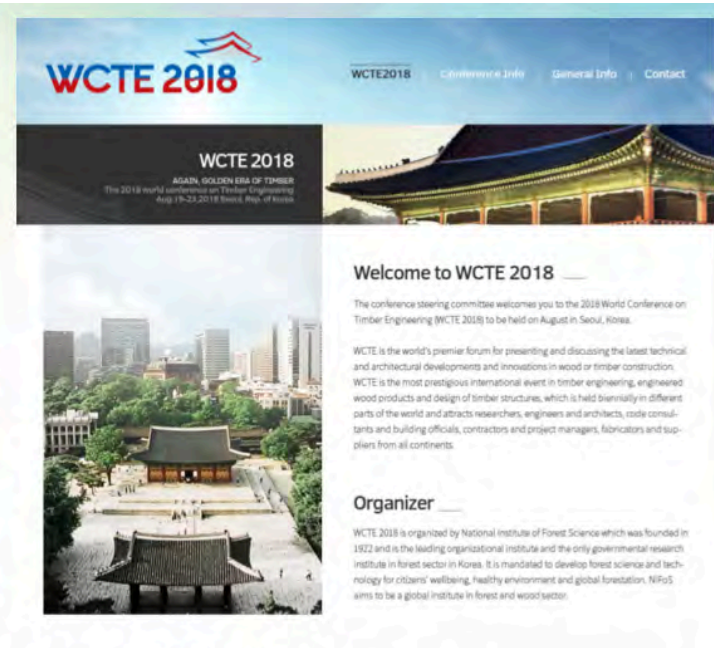 WCTE 2018
WCTE2018 | Conference Info | General Info | Contact
WCTE 2018
AGAIN, GOLDEN ERA OF TIMBER
The 2018 world conference on Timber Engineering
Aug.19-23,2018 Seoul, Rep. of korea
Welcome to WCTE 2018
The conference steering committee welcomes you to the 2018 World Conference on
Timber Engineering (WCTE 2018) to be held on August in Seoul, Korea.
WCTE is the world's premier forum for presenting and discussing the latest technical
and architectural developments and innovations in wood or timber construction.
WCTE is the most prestigious international event in timber engineering, engineered
wood products and design of timber structures, which is held biennially in different
parts of the world and attracts researchers, engineers and architects, code consul-
tants and building officials, contractors and project managers, fabricators and sup-
pliers from all continents.
Organizer
WCTE 2018 is organized by National Institute of Forest Science which was founded in
1922 and is the leading organizational institute and the only governmental research
institute in forest sector in Korea. It is mandated to develop forest science and tech-
nology for citizens' wellbeing, healthy environment and global forestation. NIFoS
aims to be a global institute in forest and wood sector.